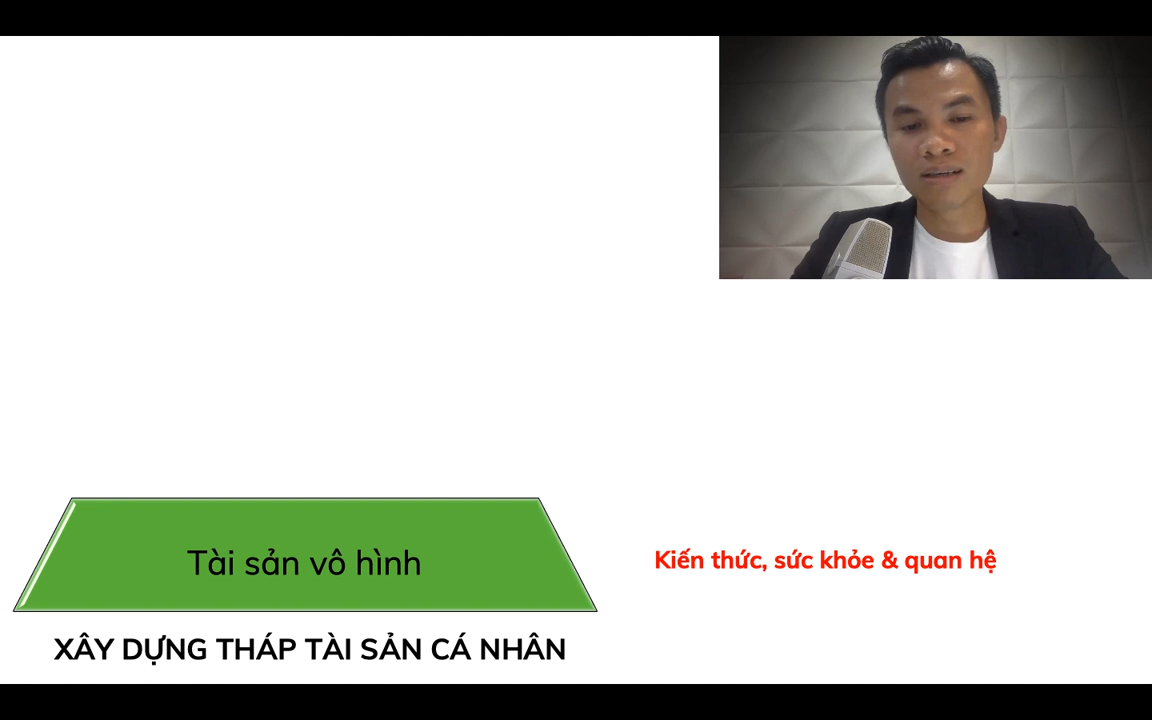 Tài sản vô hình
Kiến thức, sức khỏe & quan hệ
XÂY DỰNG THÁP TÀI SẢN CÁ NHÂN